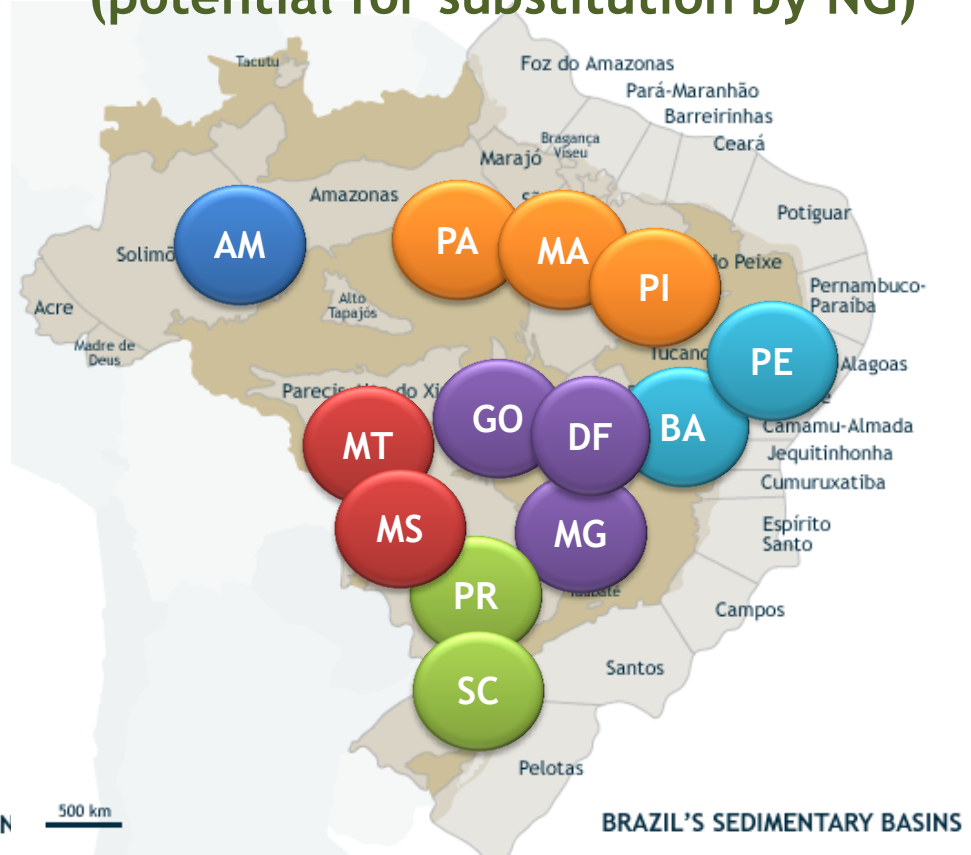 (potential for substitution by NG)
Tacutu
Foz do Amazonas
Pará-Maranhão
Barreirinhas
Ceará
Bragança
Viseu
Marajó
Amazonas
Potiguar
AM
PA
MA
PI
do Peixe
Acre
Alto
Tapajós
Pernambuco-
Paraíba
Madre de
Deus
PE
Alagoas
GO
DF
BA
MT
Camamu-Almada
Jequitinhonha
Cumuruxatiba
MS
MG
Espírito
Santo
PR
Campos
Santos
SC
Pelotas
500 km
N
BRAZIL'S SEDIMENTARY BASINS